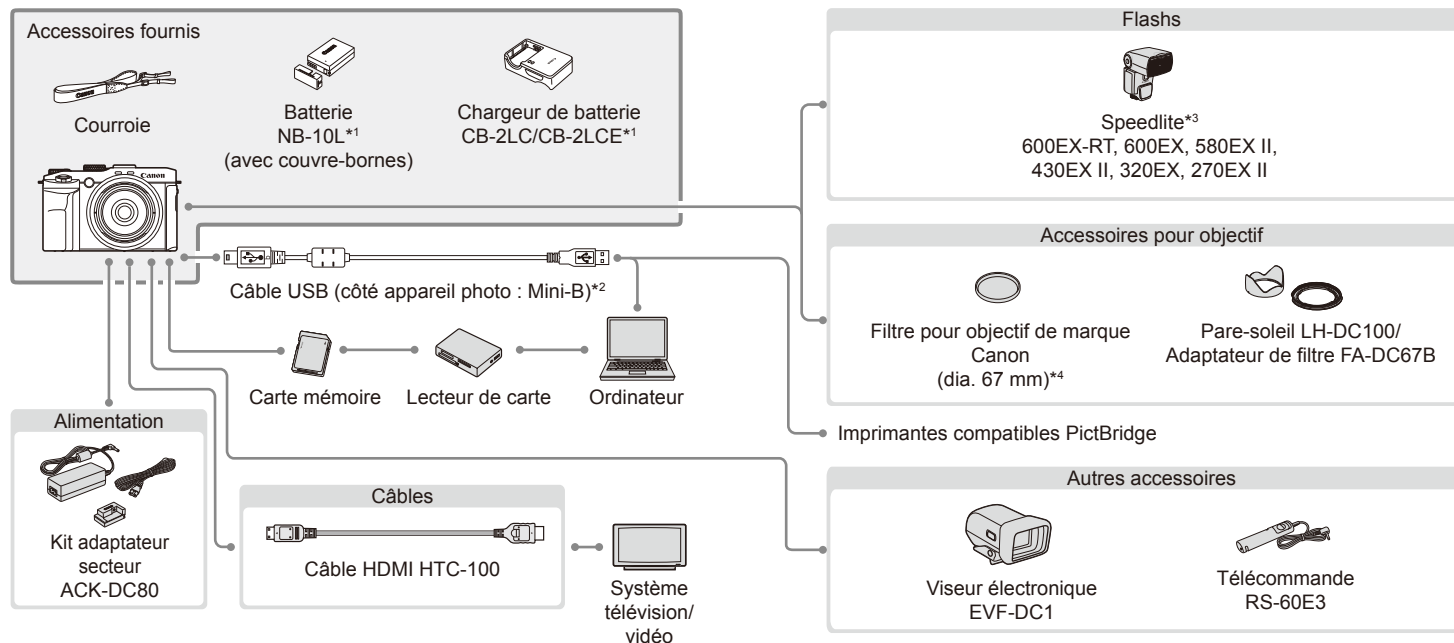 Accessoires fournis
Courroie
Batterie
NB-10L*1
(avec couvre-bornes)
Chargeur de batterie
CB-2LC/CB-2LCE*1
Canon
Canon
Flashs
Speedlite*3
600EX-RT, 600EX, 580EX II,
430EX II, 320EX, 270EX II
Câble USB (côté appareil photo : Mini-B)*2
Accessoires pour objectif
Filtre pour objectif de marque
Canon
(dia. 67 mm)*4
Pare-soleil LH-DC100/
Adaptateur de filtre FA-DC67B
Carte mémoire
Lecteur de carte
Ordinateur
Imprimantes compatibles PictBridge
Alimentation
Kit adaptateur
secteur
ACK-DC80
Câbles
Câble HDMI HTC-100
Système
télévision/
vidéo
Autres accessoires
Viseur électronique
EVF-DC1
Télécommande
RS-60E3